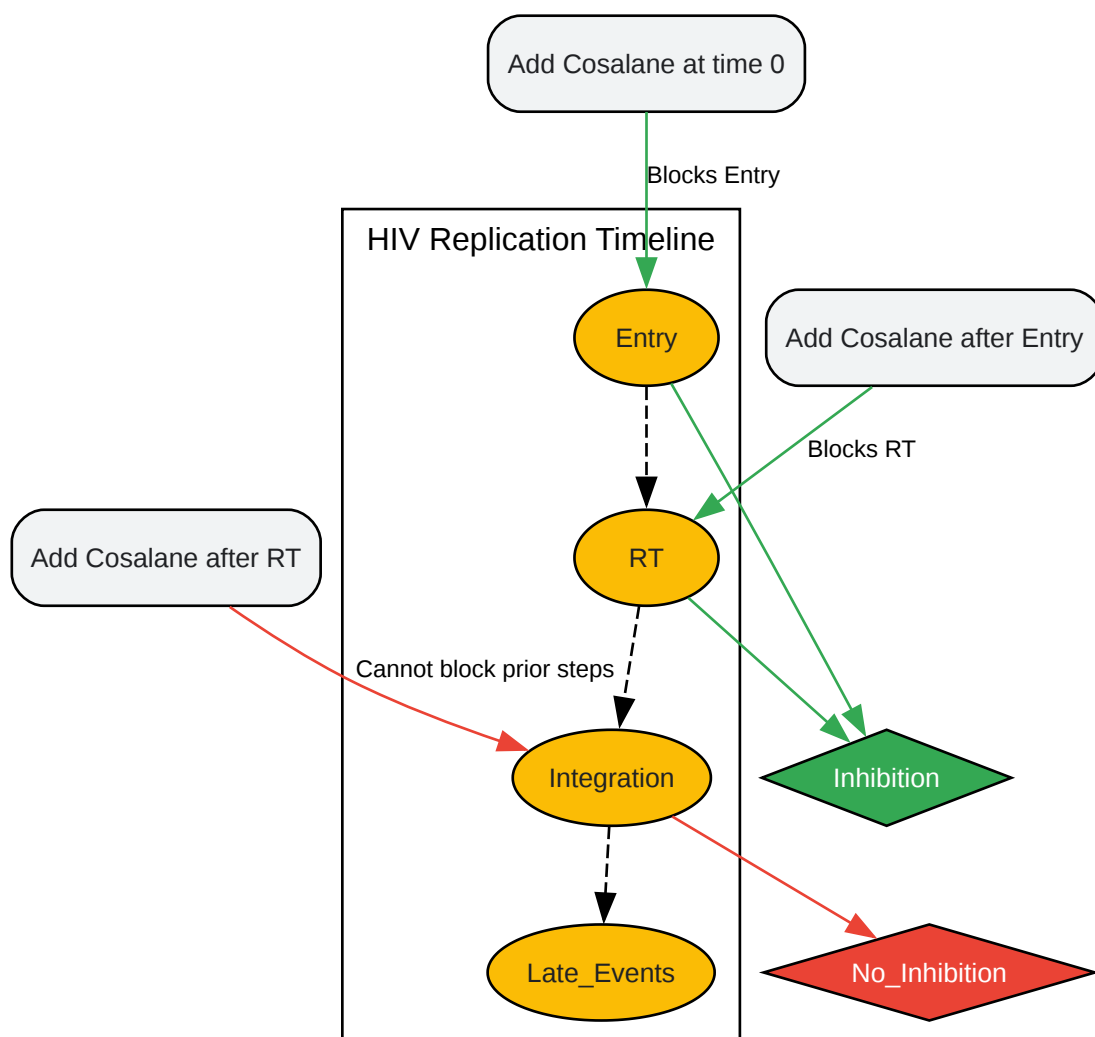 Add Cosalane at time 0
Blocks Entry
HIV Replication Timeline
Entry
Add Cosalane after Entry
Blocks RT
Add Cosalane after RT
RT
Cannot block prior steps
Integration
Inhibition
Late_Events
No_Inhibition